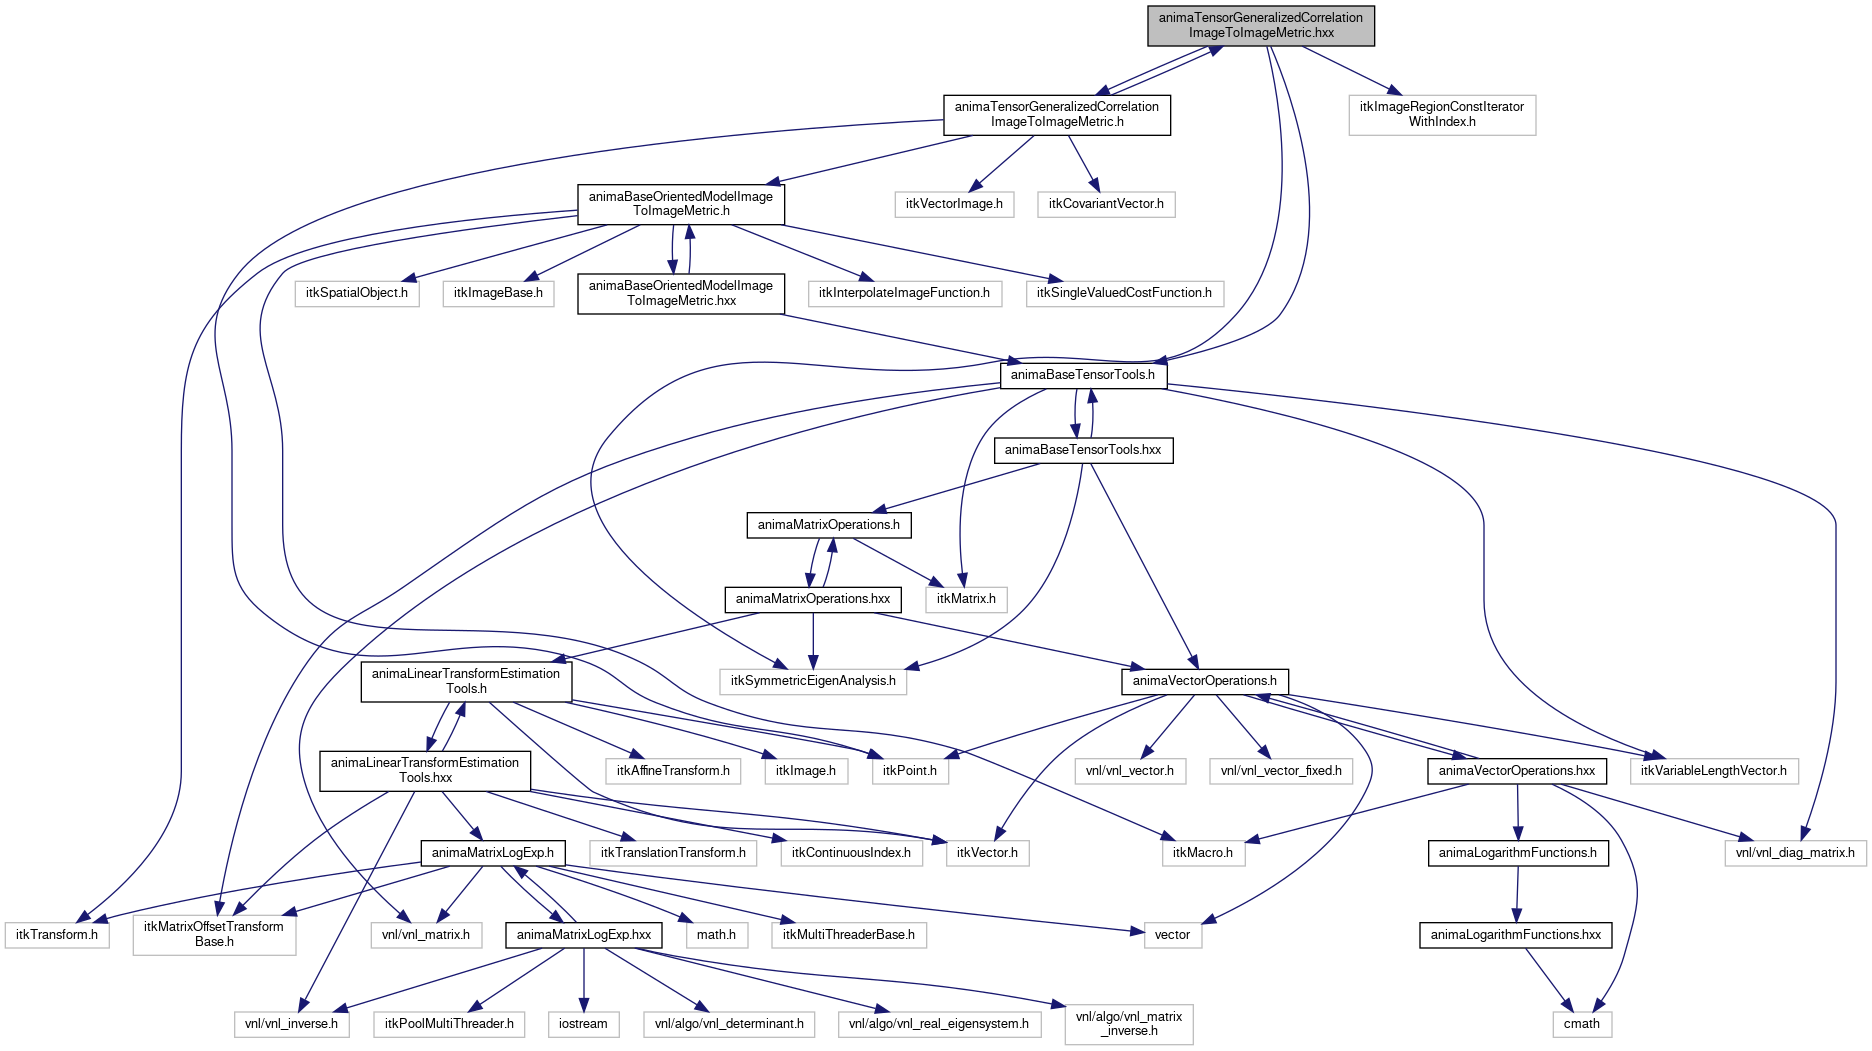 animaTensorGeneralizedCorrelation
ImageToImageMetric.hxx
animaTensorGeneralizedCorrelation
ImageToImageMetric.h
itkImageRegionConstIterator
WithIndex.h
animaBaseOrientedModelImage
ToImageMetric.h
itkVectorImage.h
itkCovariantVector.h
itkSpatialObject.h
itkImageBase.h
animaBaseOrientedModelImage
ToImageMetric.hxx
itkInterpolateImageFunction.h
itkSingleValuedCostFunction.h
animaBaseTensorTools.h
animaBaseTensorTools.hxx
animaMatrixOperations.h
animaMatrixOperations.hxx
itkMatrix.h
animaLinearTransformEstimation
Tools.h
itkSymmetricEigenAnalysis.h
animaVectorOperations.h
animaLinearTransformEstimation
Tools.hxx
itkAffineTransform.h
itkImage.h
itkPoint.h
vnl/vnl_vector.h
vnl/vnl_vector_fixed.h
animaVectorOperations.hxx
itkVariableLengthVector.h
animaMatrixLogExp.h
itkTranslationTransform.h
itkContinuousIndex.h
itkVector.h
itkMacro.h
animaLogarithmFunctions.h
vnl/vnl_diag_matrix.h
itkTransform.h
itkMatrixOffsetTransform
Base.h
vnl/vnl_matrix.h
animaMatrixLogExp.hxx
math.h
itkMultiThreaderBase.h
vector
animaLogarithmFunctions.hxx
vnl/vnl_inverse.h
itkPoolMultiThreader.h
iostream
vnl/algo/vnl_determinant.h
vnl/algo/vnl_real_eigensystem.h
vnl/algo/vnl_matrix
_inverse.h
cmath